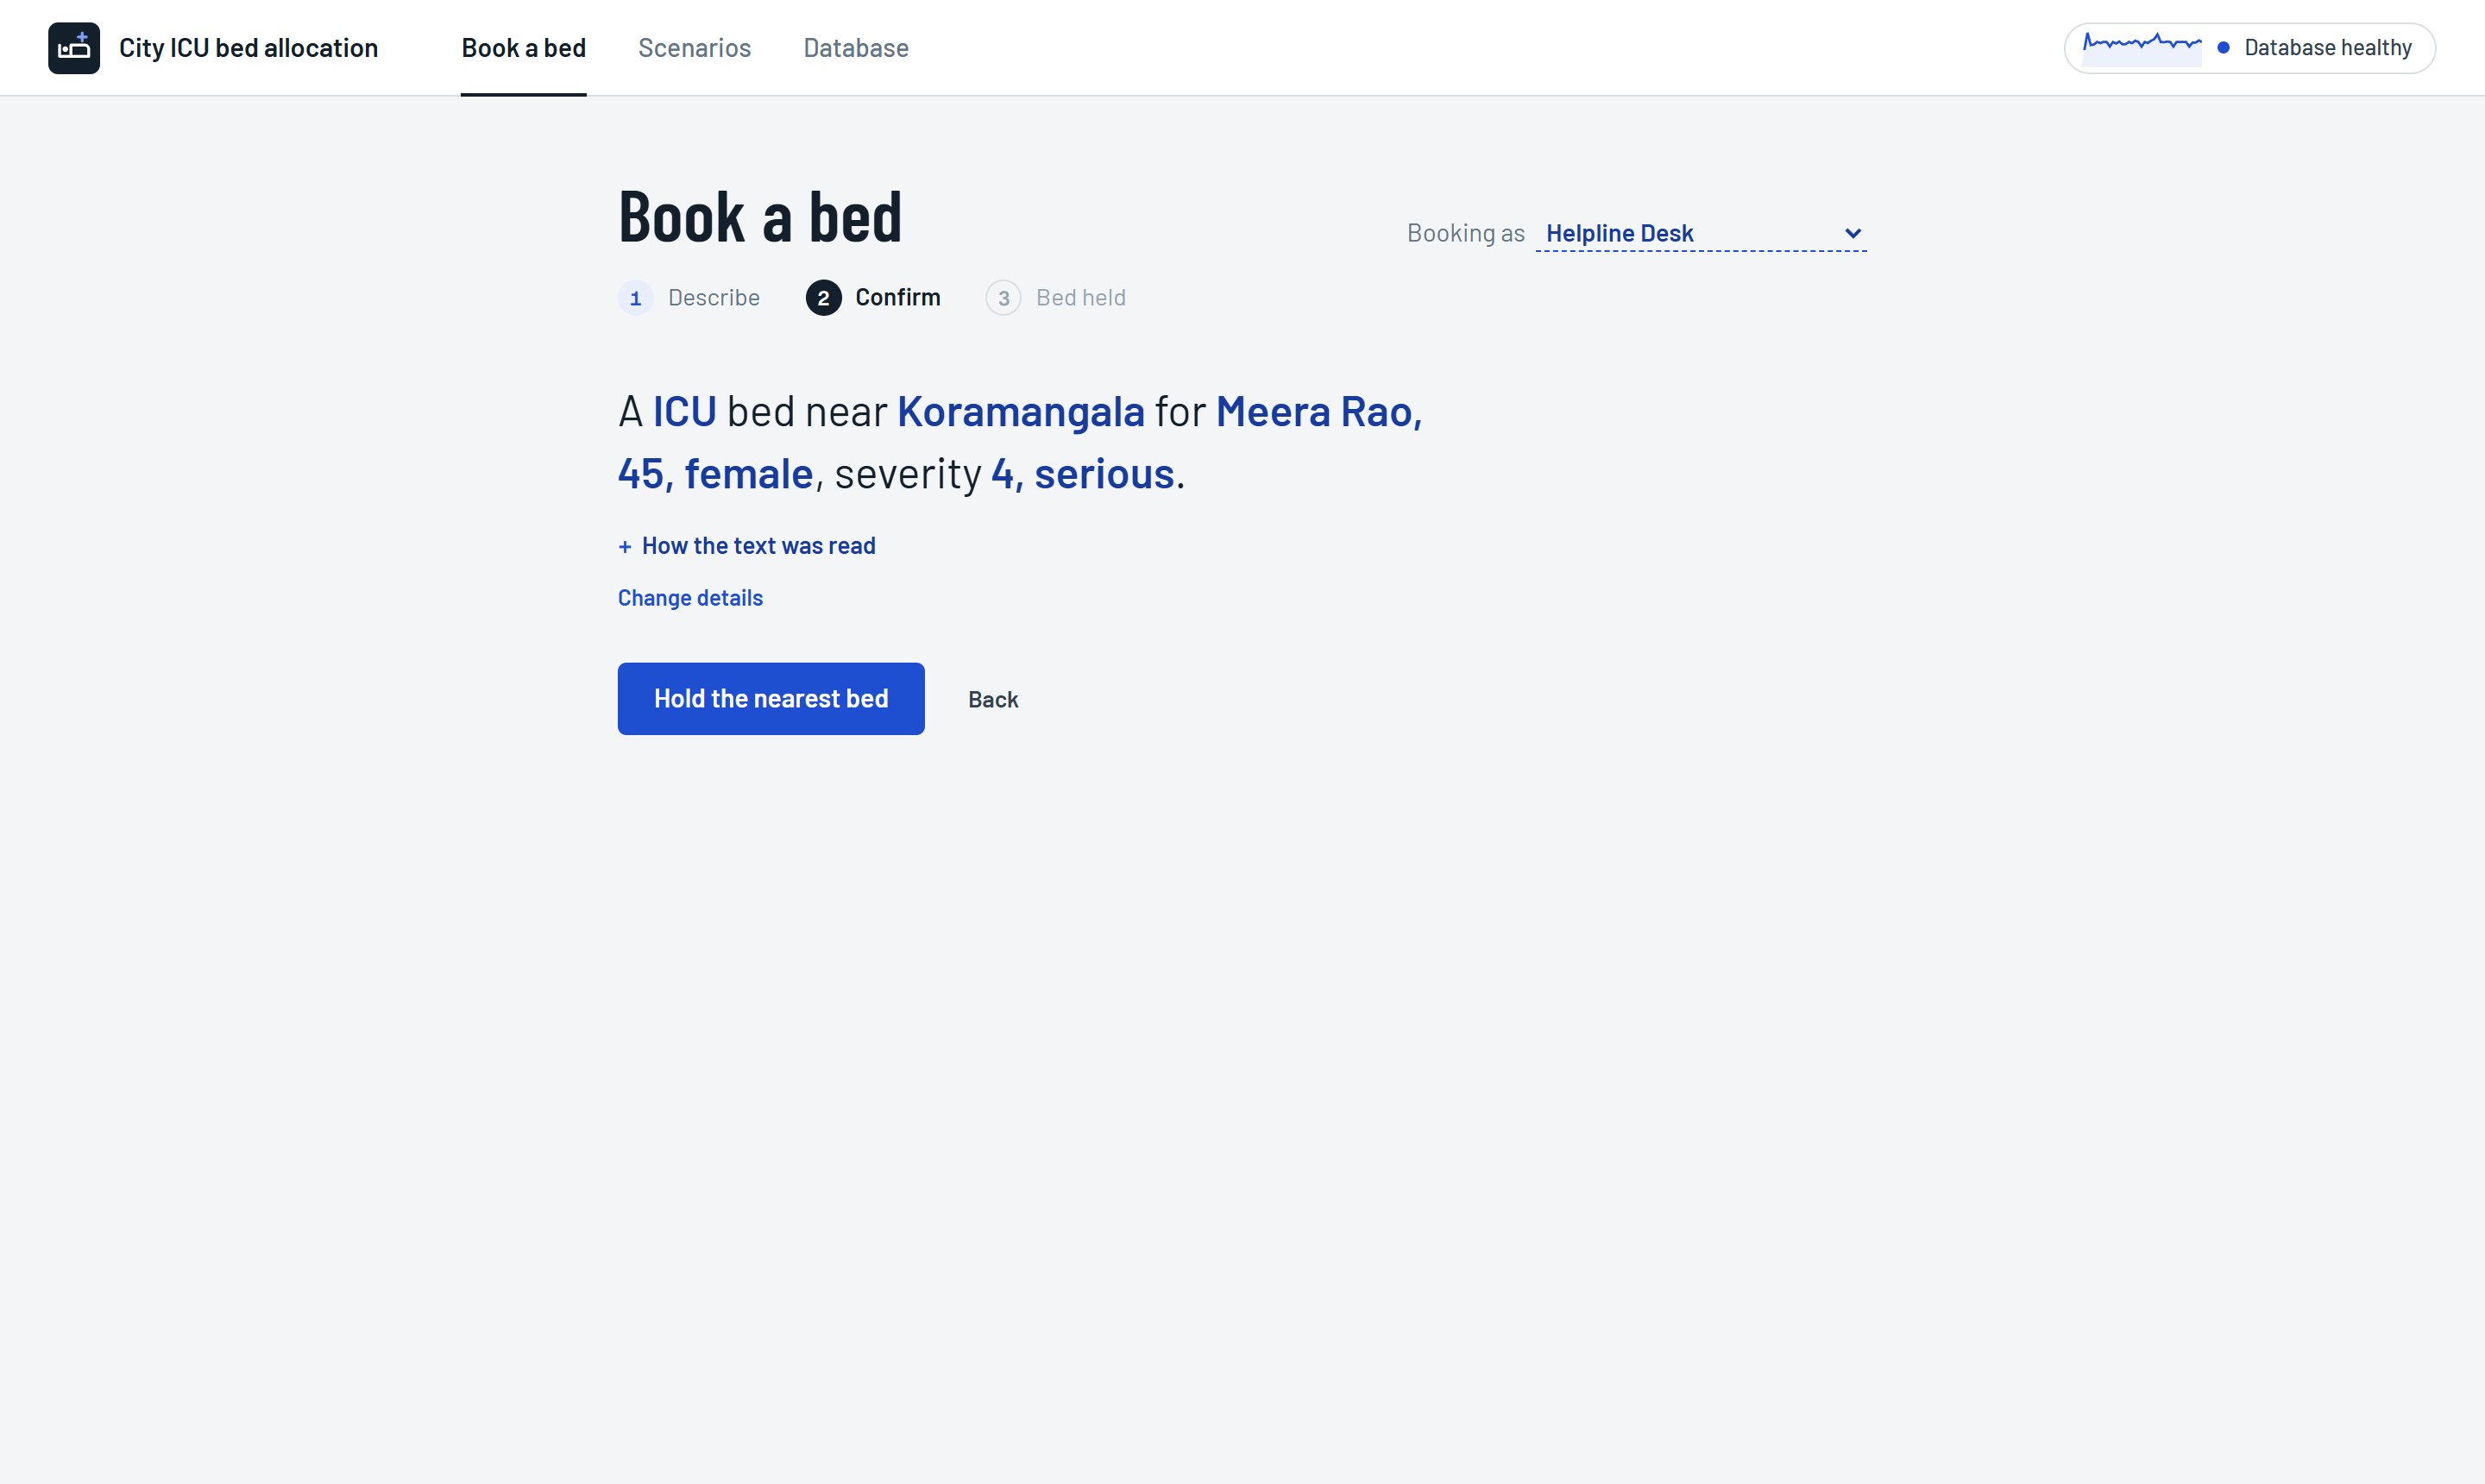 City ICU bed allocation
Book a bed
Scenarios
Database
Database healthy
Book a bed
Booking as Helpline Desk
1 Describe
2 Confirm
3 Bed held
A ICU bed near Koramangala for Meera Rao,
45, female, severity 4, serious.
+ How the text was read
Change details
Hold the nearest bed
Back